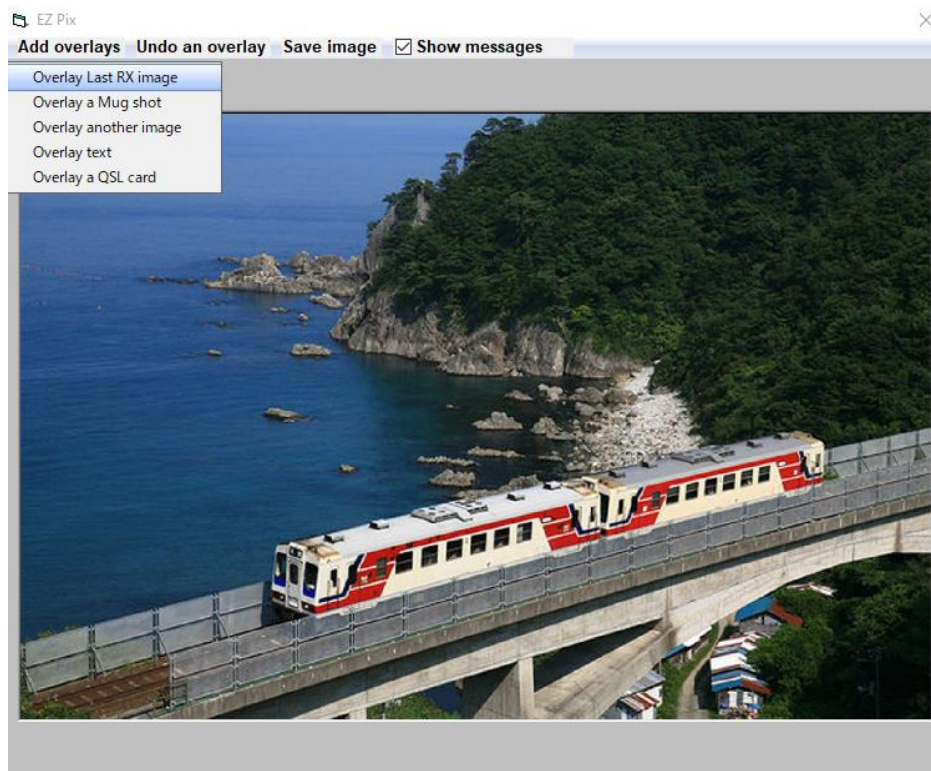 EZ Pix
Add overlays Undo an overlay Save image Show messages
Overlay Last RX image
Overlay a Mug shot
Overlay another image
Overlay text
Overlay a QSL card